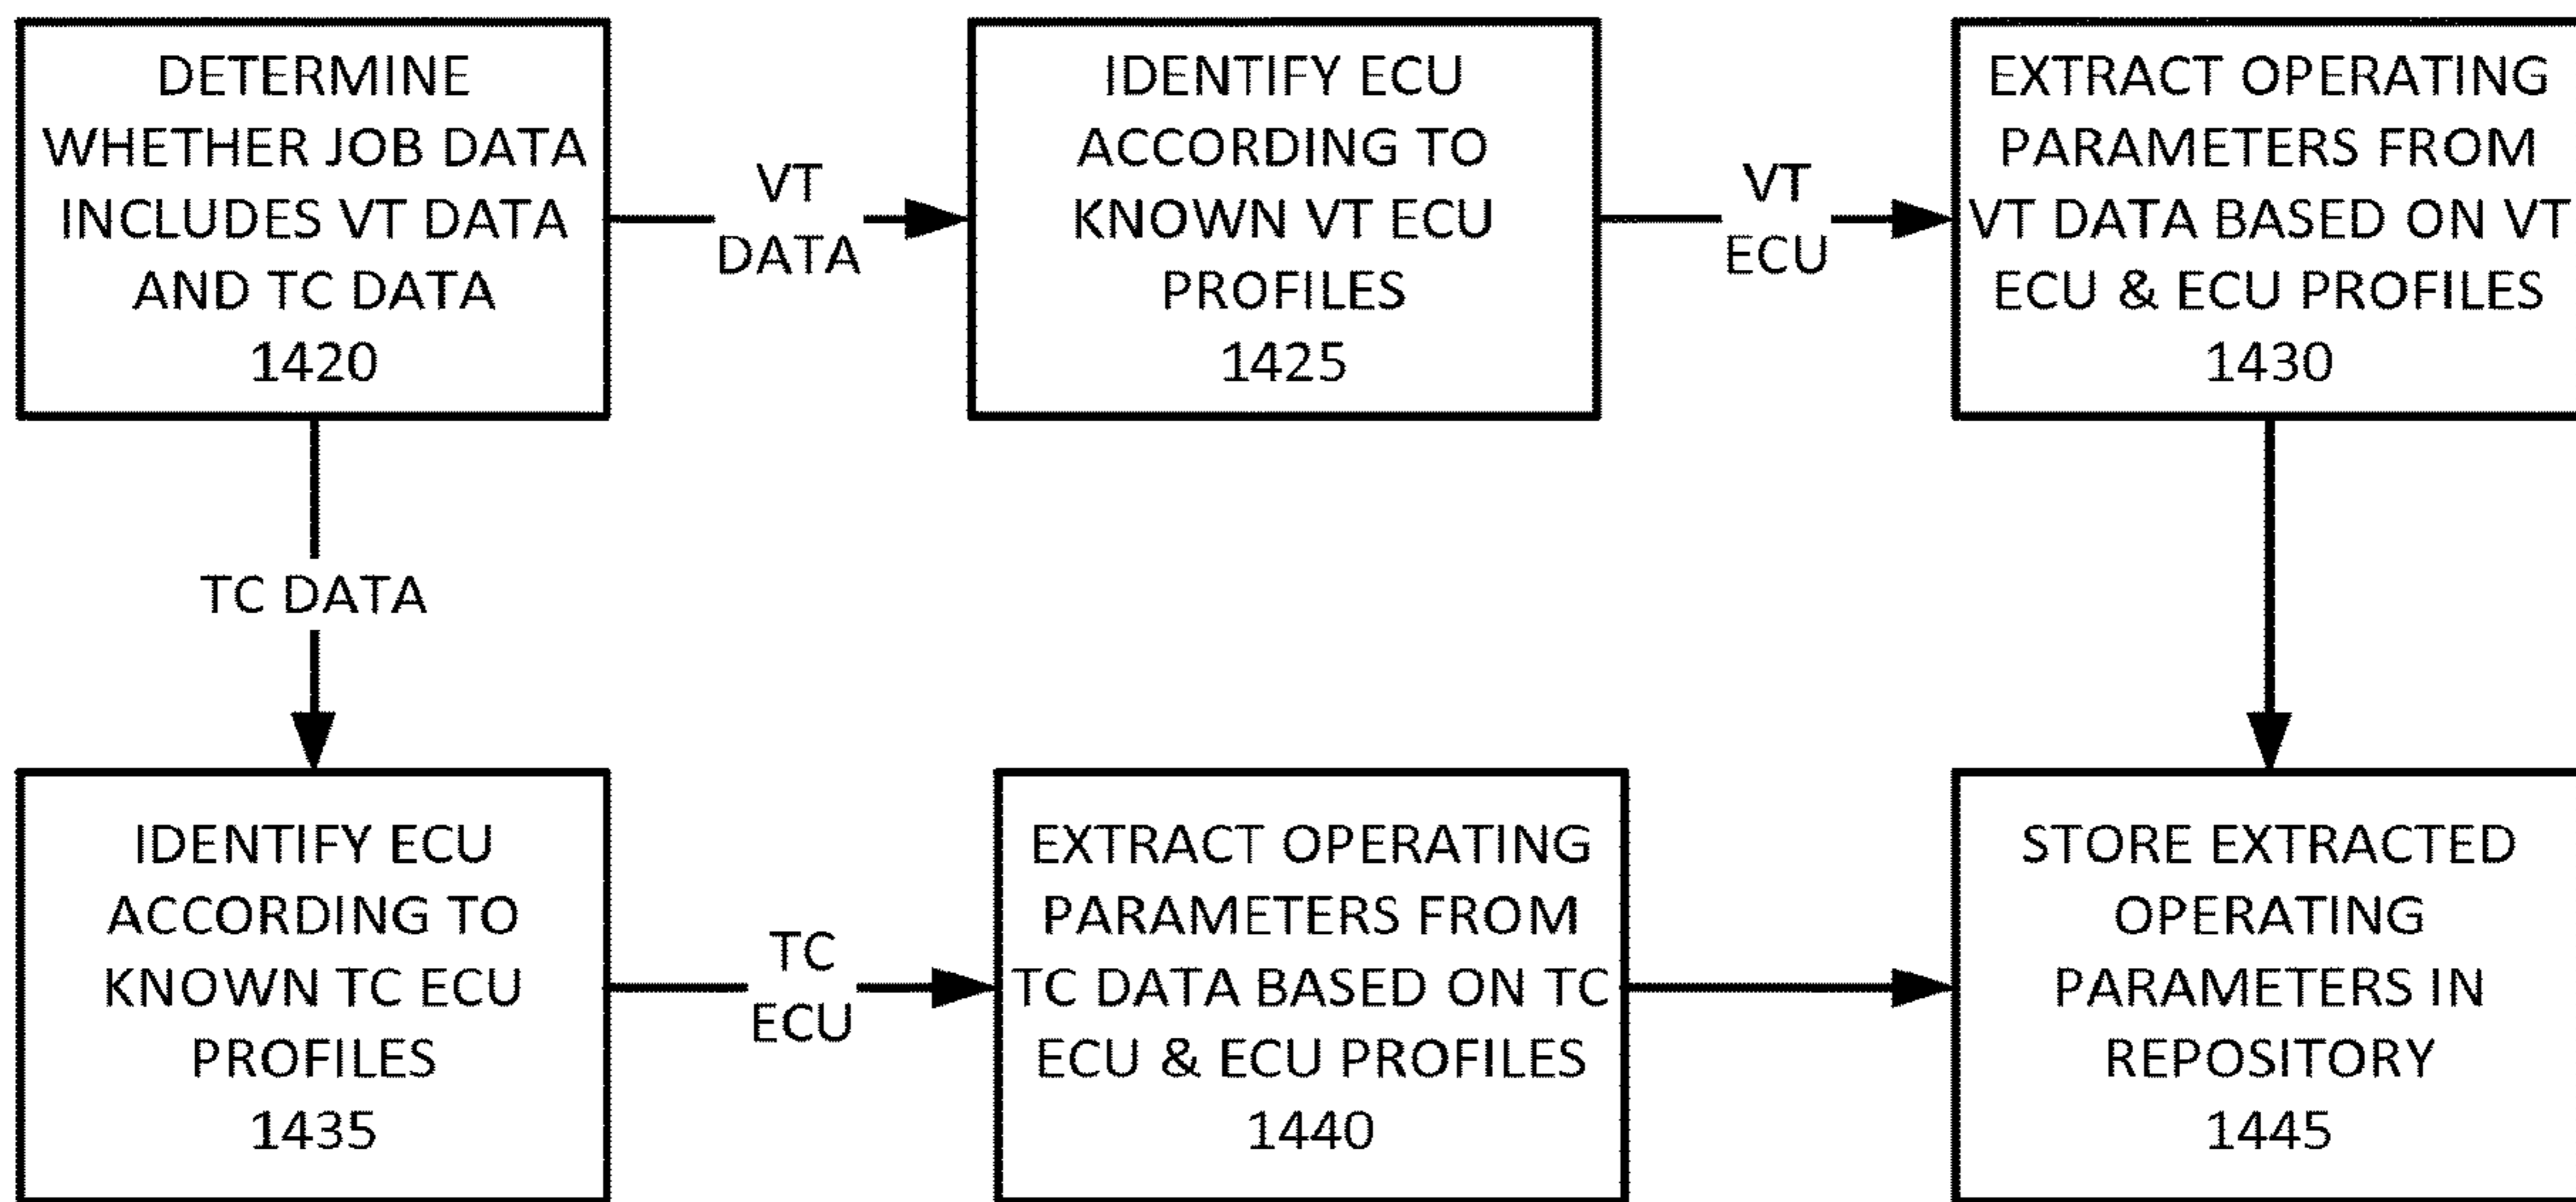 DETERMINE
WHETHER JOB DATA
INCLUDES VT DATA
AND TC DATA
1420
VT
DATA
IDENTIFY ECU
ACCORDING TO
KNOWN VT ECU
PROFILES
1425
VT
ECU
EXTRACT OPERATING
PARAMETERS FROM
VT DATA BASED ON VT
ECU & ECU PROFILES
1430
TC DATA
IDENTIFY ECU
ACCORDING TO
KNOWN TC ECU
PROFILES
1435
TC
ECU
EXTRACT OPERATING
PARAMETERS FROM
TC DATA BASED ON TC
ECU & ECU PROFILES
1440
STORE EXTRACTED
OPERATING
PARAMETERS IN
REPOSITORY
1445